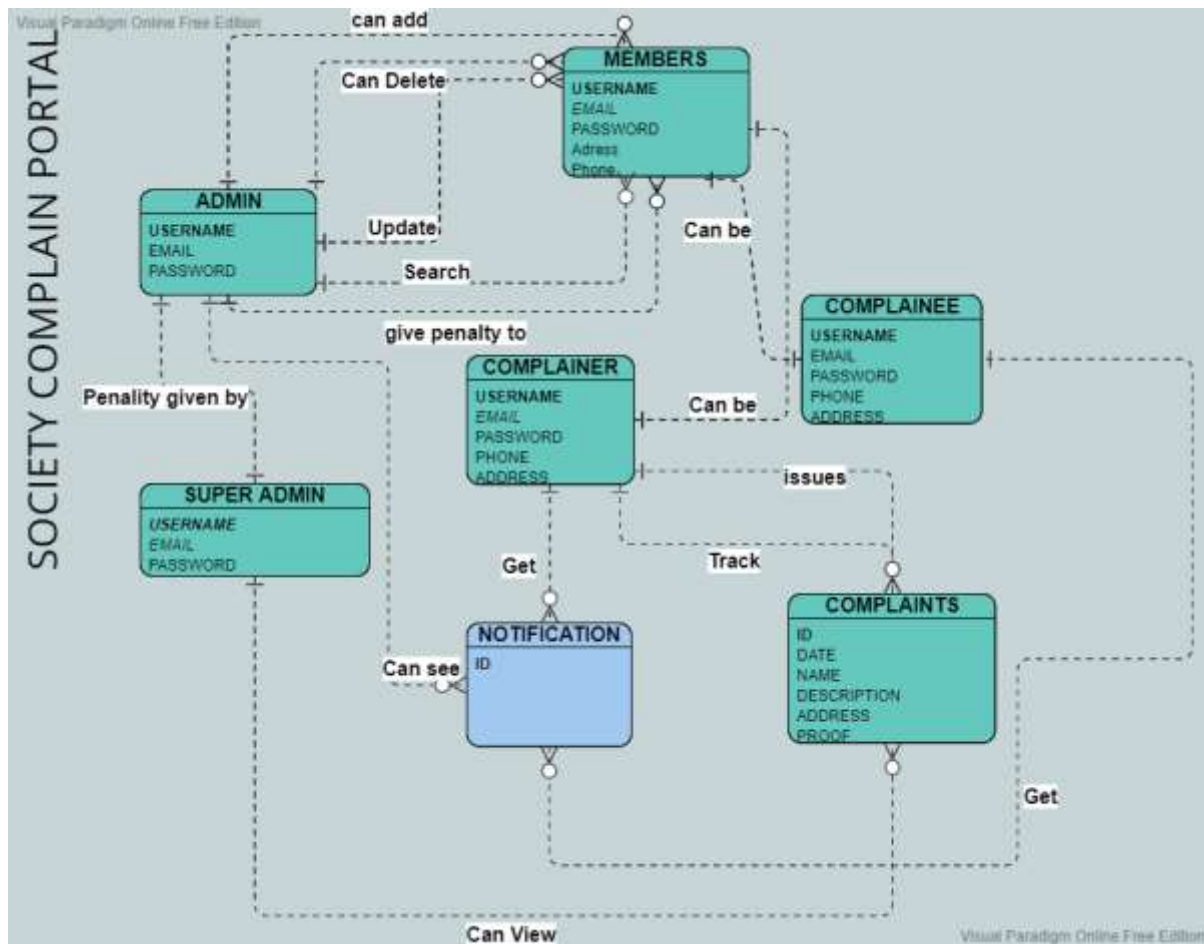 Visual Paradigm Online Free Edition
SOCIETY COMPLAIN PORTAL
can add
MEMBERS
USERNAME
EMAIL
PASSWORD
Adress
Phone
Can Delete
ADMIN
USERNAME
EMAIL
PASSWORD
Update
Search
give penalty to
Can be
COMPLAINEE
USERNAME
EMAIL
PASSWORD
PHONE
ADDRESS
COMPLAINER
USERNAME
EMAIL
PASSWORD
PHONE
ADDRESS
Can be
Penality given by
SUPER ADMIN
USERNAME
EMAIL
PASSWORD
issues
Track
Get
COMPLAINTS
ID
DATE
NAME
DESCRIPTION
ADDRESS
PROOF
NOTIFICATION
ID
Can see
Get
Can View
Visual Paradigm Online Free Edition